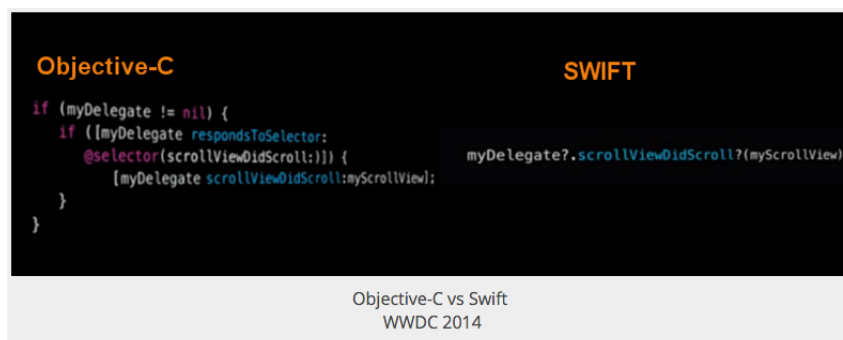 Objective-C
if (myDelegate != nil) {
if ([myDelegate respondsToSelector:
@selector(scrollViewDidScroll:)]) {
[myDelegate scrollViewDidScroll:myScrollView];
}
}
SWIFT
myDelegate?.scrollViewDidScroll?(myScrollView)
Objective-C vs Swift
WWDC 2014